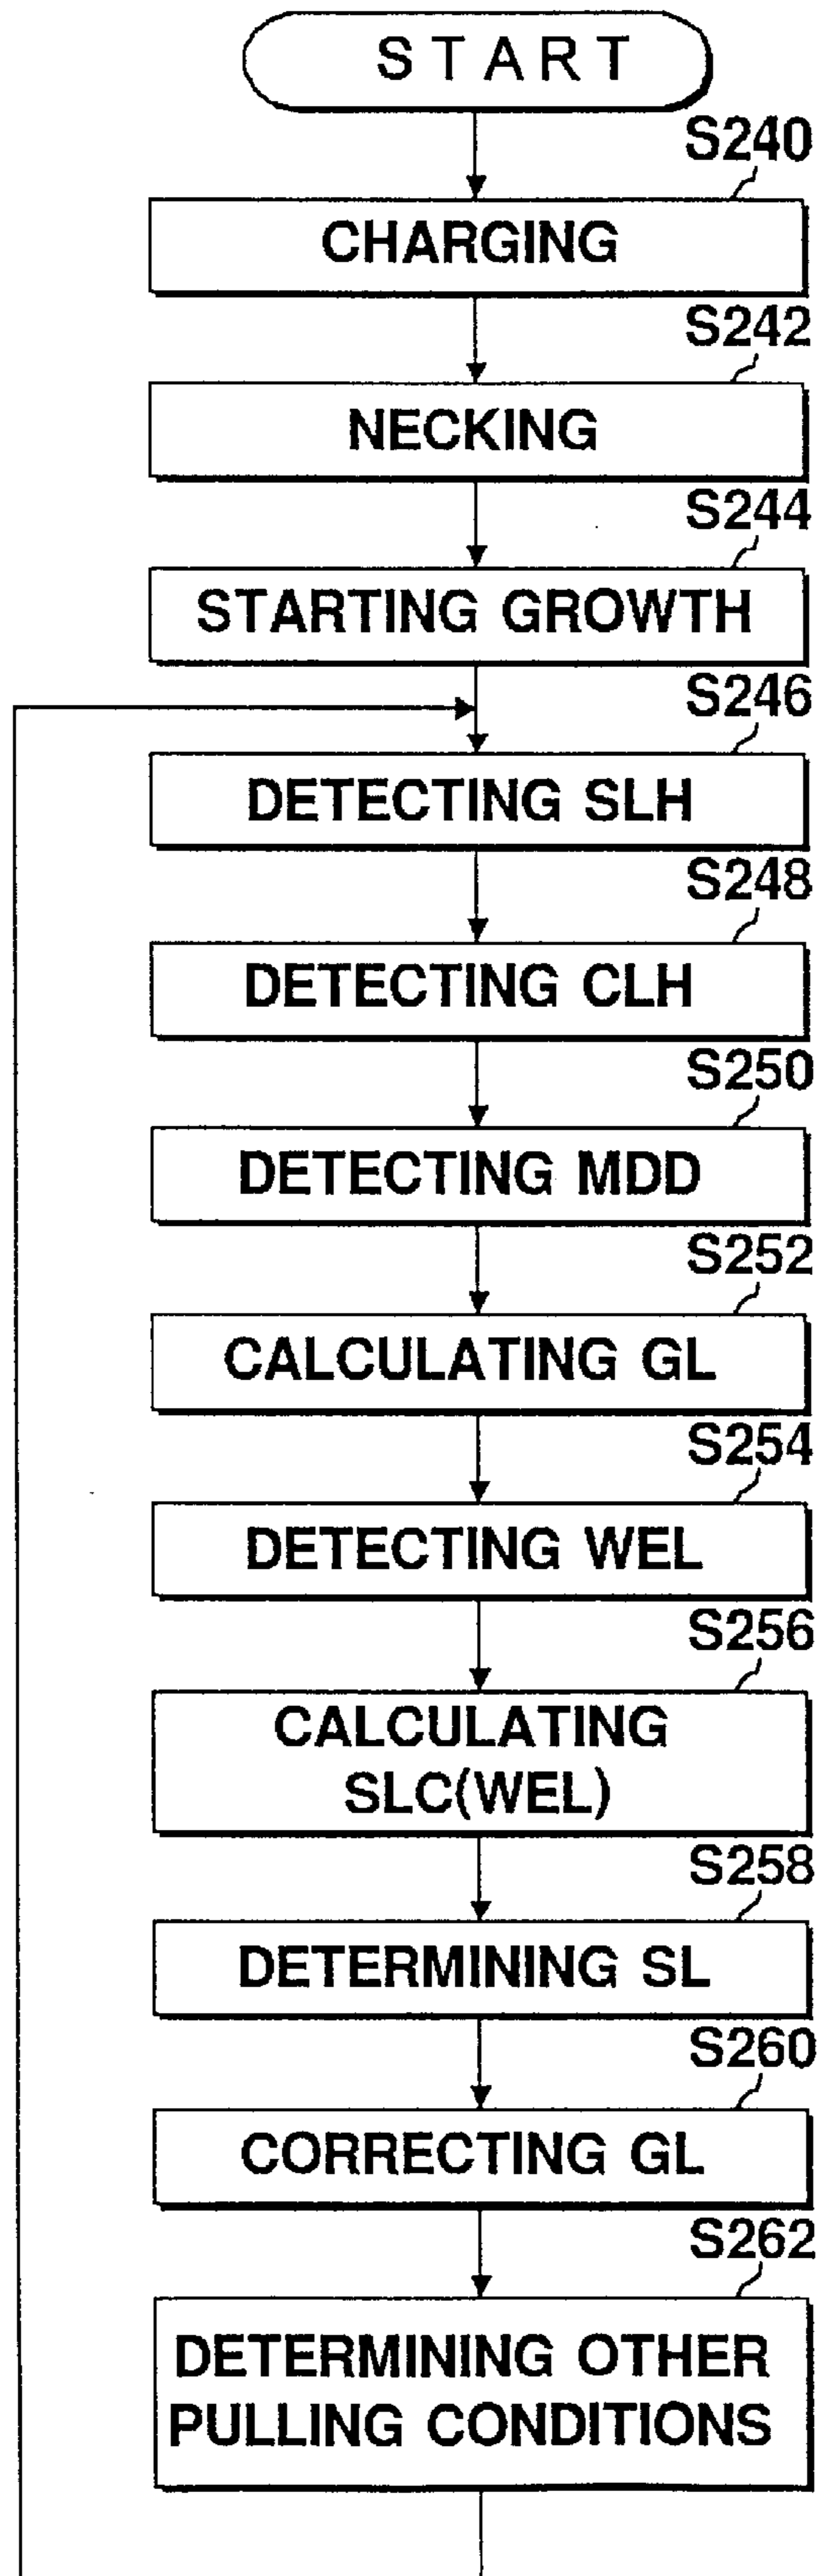 START
S240
CHARGING
S242
NECKING
S244
STARTING GROWTH
S246
DETECTING SLH
S248
DETECTING CLH
S250
DETECTING MDD
S252
CALCULATING GL
S254
DETECTING WEL
S256
CALCULATING
SLC(WEL)
S258
DETERMINING SL
S260
CORRECTING GL
S262
DETERMINING OTHER
PULLING CONDITIONS